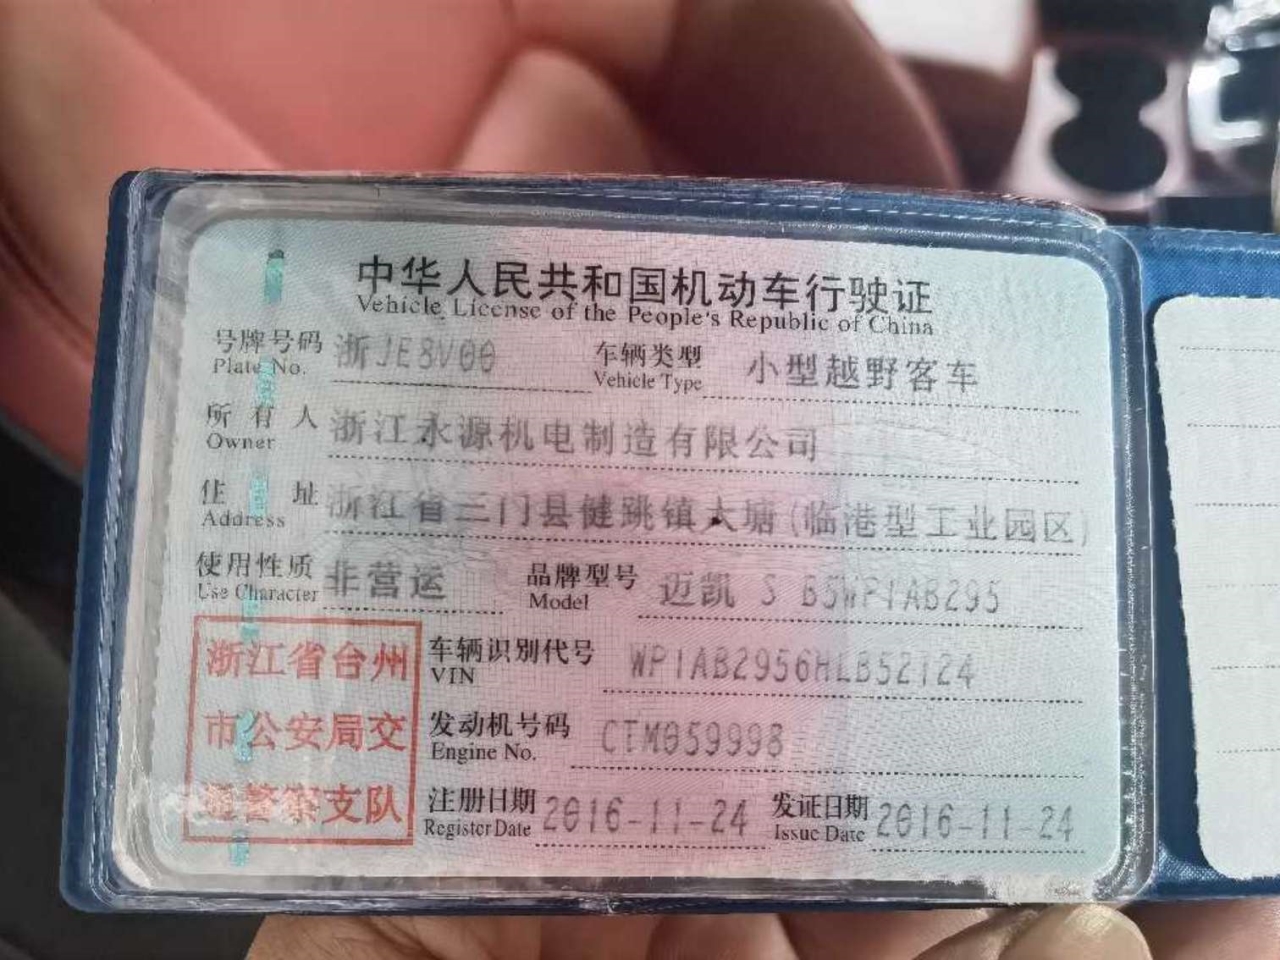 中华人民共和国机动车行驶证
Vehicle License of the People's Republic of China
号牌号码 浙JE8V00 车辆类型 小型越野客车
Plate No. Vehicle Type
所有人 浙江永源机电制造有限公司
Owner
住址 浙江省三门县健跳镇大塘(临港型工业园区)
Address
使用性质 非营运 品牌型号 迈凯 S B5WP1AB295
Use Character Model
浙江省台州
市公安局交
通警察支队
车辆识别代号 WP1AB2956HLB52124
VIN
发动机号码 CTM059998
Engine No.
注册日期 2016-11-24 发证日期 2016-11-24
Register Date Issue Date